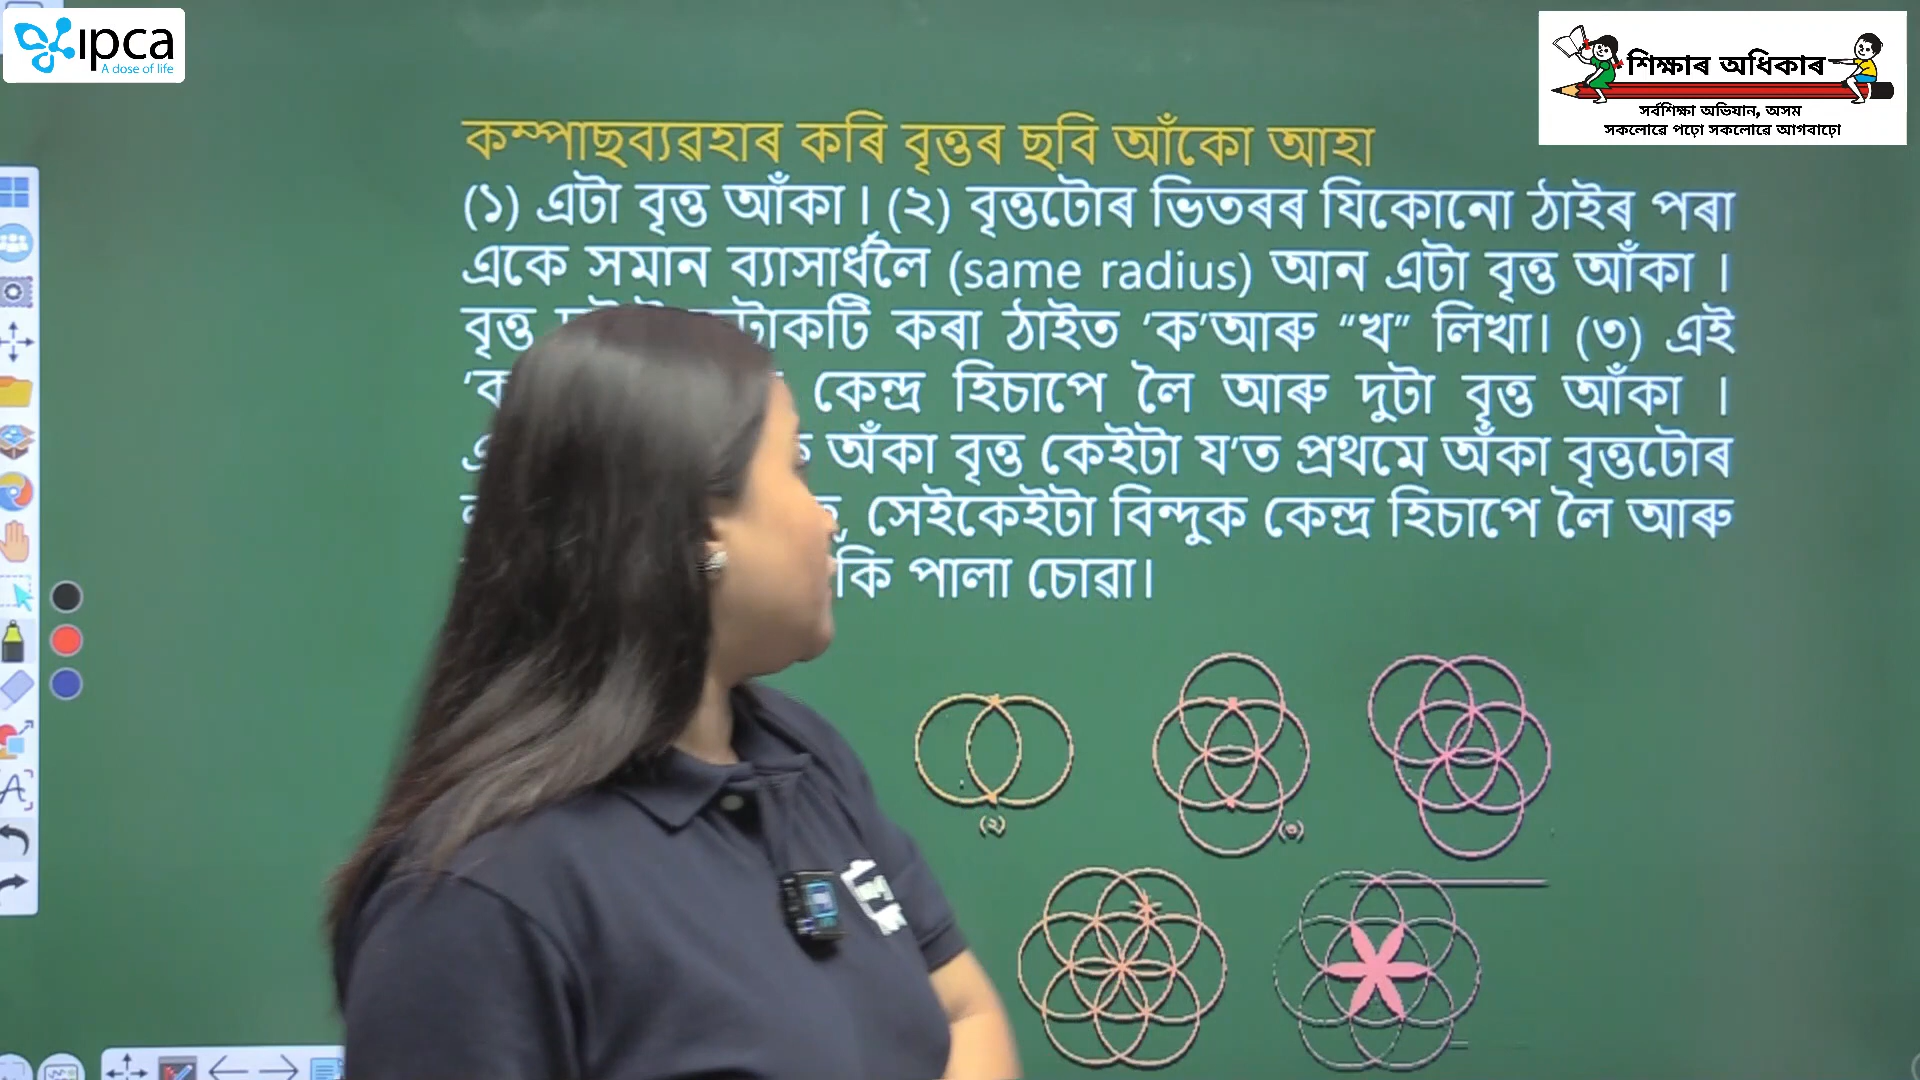 ipca
A dose of life
শিক্ষাৰ অধিকাৰ
সৰ্বশিক্ষা অভিযান, অসম
সকলোৱে পঢ়ো সকলোৱে আগবাঢ়ো
কম্পাছব্যৱহাৰ কৰি বৃত্তৰ ছবি আঁকো আহা
(১) এটা বৃত্ত আঁকা । (২) বৃত্তটোৰ ভিতৰৰ যিকোনো ঠাইৰ পৰা
একে সমান ব্যাসাৰ্ধলৈ (same radius) আন এটা বৃত্ত আঁকা ।
বৃত্ত কৰা ঠাইত ‘ক’আৰু “খ” লিখা। (৩) এই
কেন্দ্ৰ হিচাপে লৈ আৰু দুটা বৃত্ত আঁকা ।
অঁকা বৃত্ত কেইটা য’ত প্ৰথমে অঁকা বৃত্তটোৰ
সেইকেইটা বিন্দুক কেন্দ্ৰ হিচাপে লৈ আৰু
পালা চোৱা।
(২)
(৩)